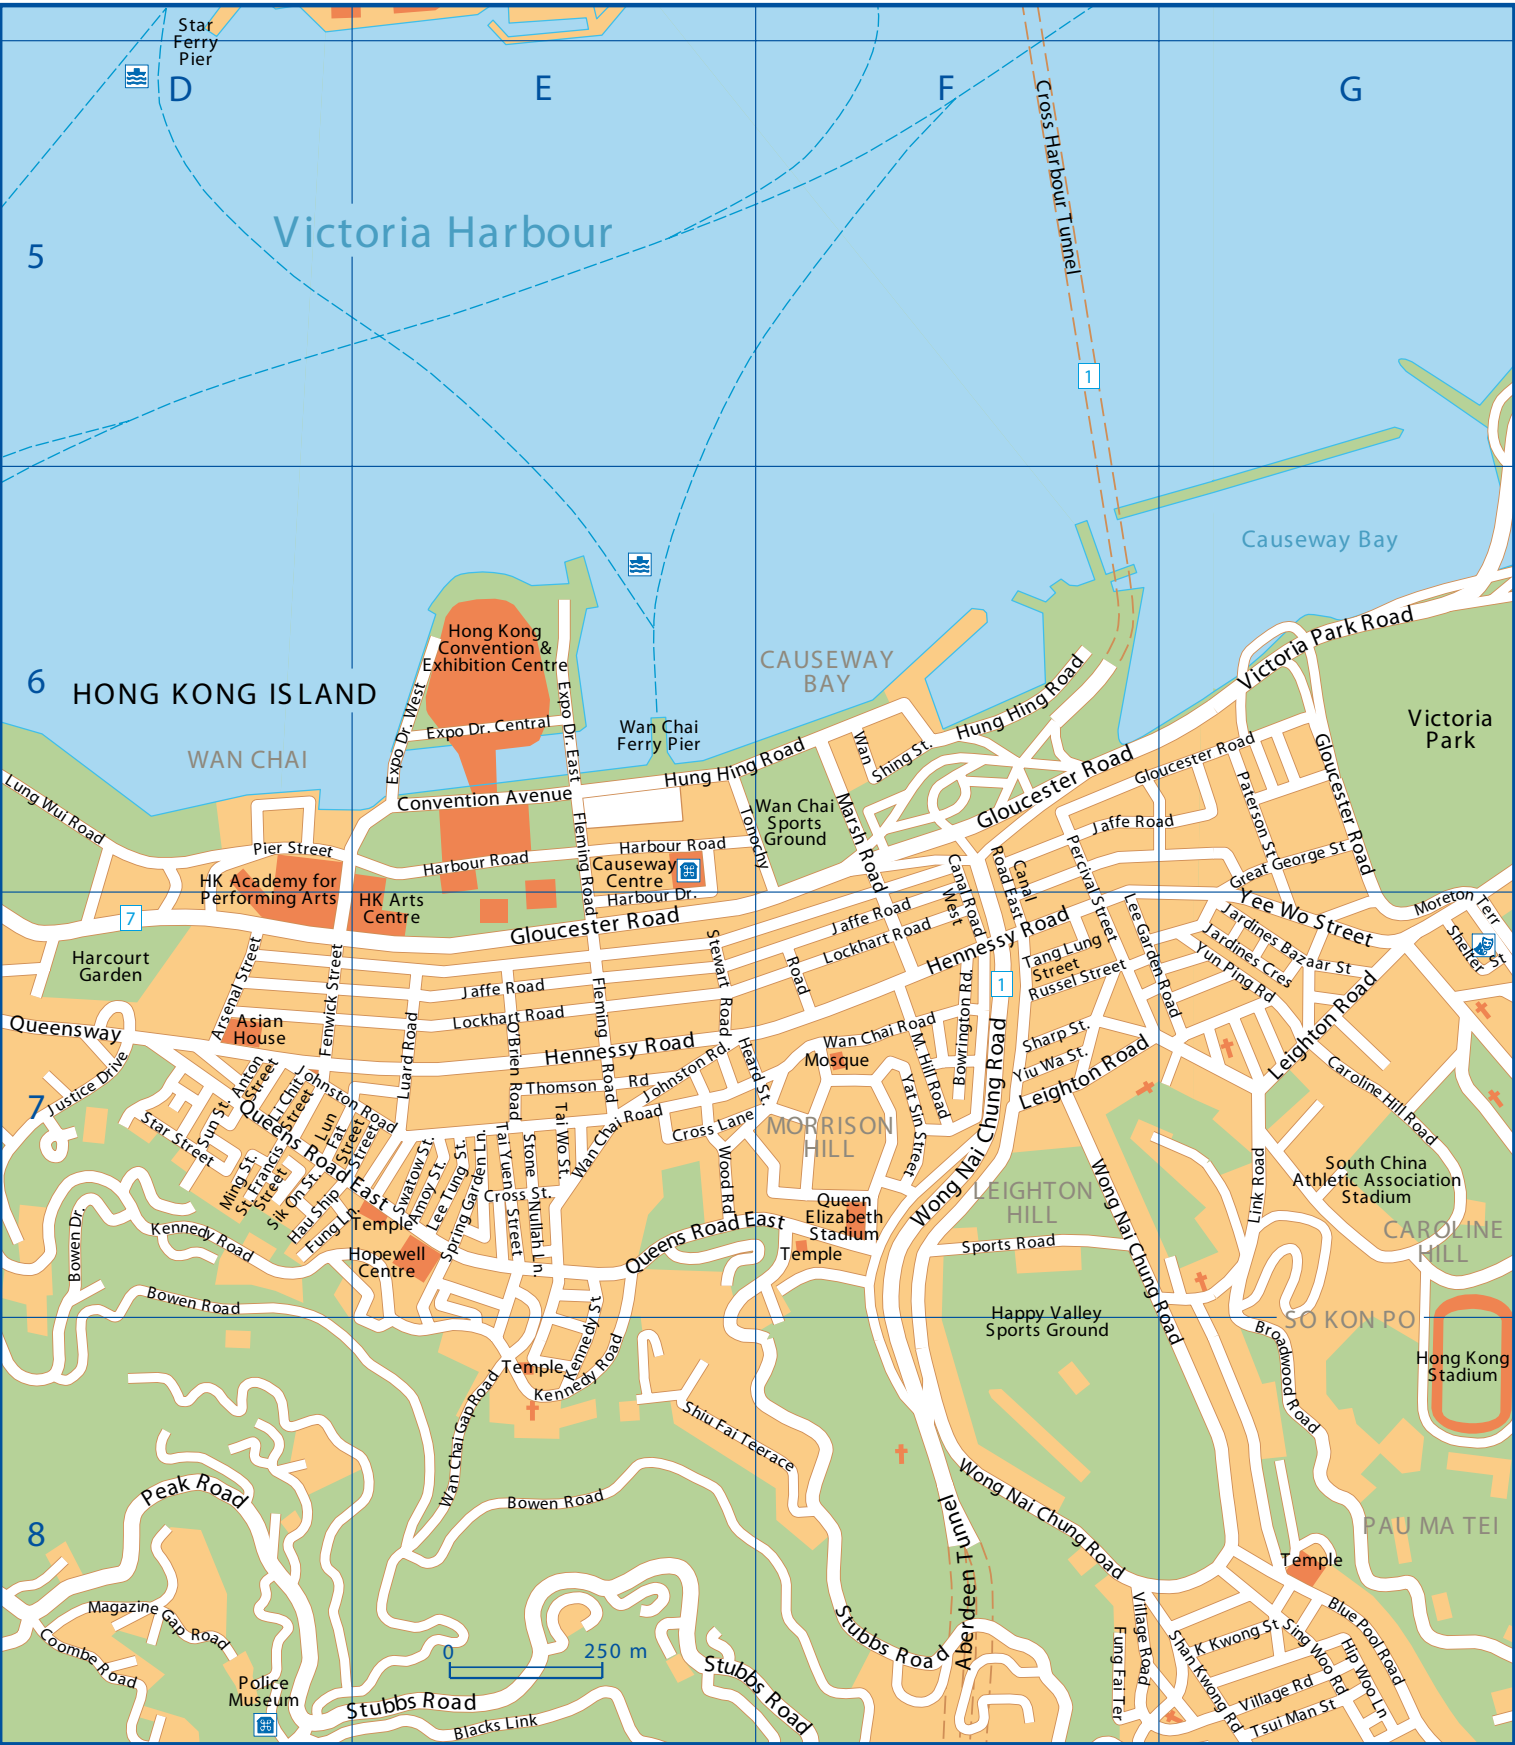 Star
Ferry
Pier
D
E
F
G
Cross Harbour Tunnel
Victoria Harbour
5
1
Causeway Bay
Hong Kong
Convention &
Exhibition Centre
CAUSEWAY
BAY
Victoria Park Road
6
HONG KONG ISLAND
Expo Dr. West
Expo Dr. Central
Expo Dr. East
Wan Chai
Ferry Pier
Hung Hing Road
Wan
Shing St.
Victoria
Park
WAN CHAI
Hung Hing Road
Gloucester Road
Gloucester Road
Gloucester Road
Paterson St
Lung Wui Road
Convention Avenue
Wan Chai
Sports
Ground
Marsh Road
Tonochy
Jaffe Road
Percival Street
Pier Street
Harbour Road
Harbour Road
Fleming Road
Causeway
Centre
Harbour Dr.
Great George St
HK Academy for
Performing Arts
HK Arts
Centre
Canal Road
West
Canal
Road East
7
Gloucester Road
Jaffe Road
Lockhart Road
Hennessy Road
Lee Garden Road
Yee Wo Street
Moreton Terr
Shelter
St
Jardines Bazaar St
Jardines Cres
Yun Ping Rd
Harcourt
Garden
Arsenal Street
Fenwick Street
Stewart Road
Road
Tang Lung
Street
Russel Street
1
Jaffe Road
Lockhart Road
Hennessy Road
Fleming Road
O'Brien Road
Luard Road
Asian
House
Queensway
Justice Drive
Wan Chai Road
Mosque
M. Hill Road
Bowrington Rd.
Sharp St.
Yiu Wa St.
Leighton Road
Leighton Road
Caroline Hill Road
7
Thomson Rd
Johnston Rd.
Heard St.
Johnston Road
Anton
Street
Li Chit
Street
Sun St.
Queens Road East
Lun
Fat
Street
Street
Star Street
Ming St.
St. Francis
Street
Sik On St.
Hau Ship
Fung Ln.
Swatow St.
Amoy St.
Lee Tung St.
Spring Garden
Tai Yuen Street
Stone Nullah Ln.
Tai Wo St.
Cross St.
Wan Chai Road
Cross Lane
Wood Rd
MORRISON
HILL
Yat Sin Street
Wong Nai Chung Road
Wong Nai Chung Road
LEIGHTON
HILL
Link Road
South China
Athletic Association
Stadium
CAROLINE
HILL
Queen
Elizabeth
Stadium
Temple
Temple
Hopewell
Centre
Queens Road East
Sports Road
Bowen Dr.
Kennedy Road
Bowen Road
Happy Valley
Sports Ground
SO KON PO
Broadwood Road
Hong Kong
Stadium
Kennedy St
Temple
Kennedy Road
Wan Chai Gap Road
Shiu Fai Teerace
Peak Road
Bowen Road
Wong Nai Chung Road
8
Aberdeen Tunnel
PAU MA TEI
Temple
Magazine Gap Road
Coombe Road
Stubbs Road
0 250 m
Village Road
Fung Fai Ter
Shan Kwong Rd
K Kwong St
Sing Woo Rd
Blue Pool Road
Hip Woo Ln
Village Rd
Tsui Man St
Police
Museum
Stubbs Road
Stubbs Road
Blacks Link